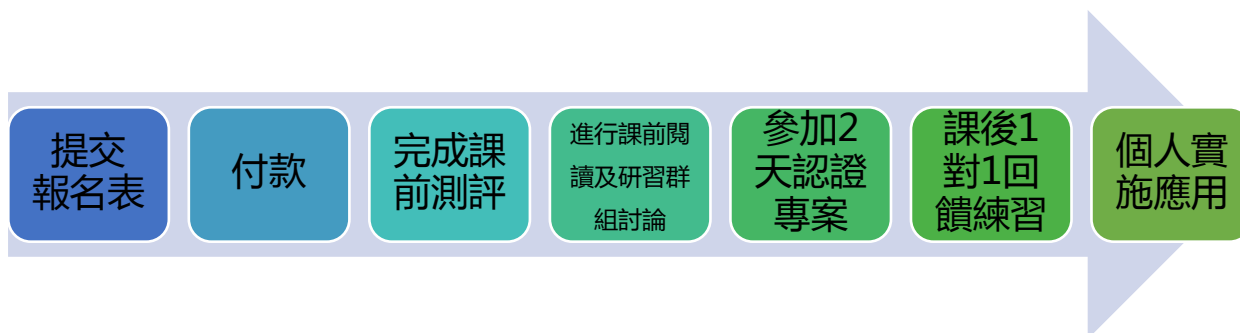 提交
報名表
付款
完成課
前測評
進行課前閱
讀及研習群
組討論
參加2
天認證
專案
課後1
對1回
饋練習
個人實
施應用